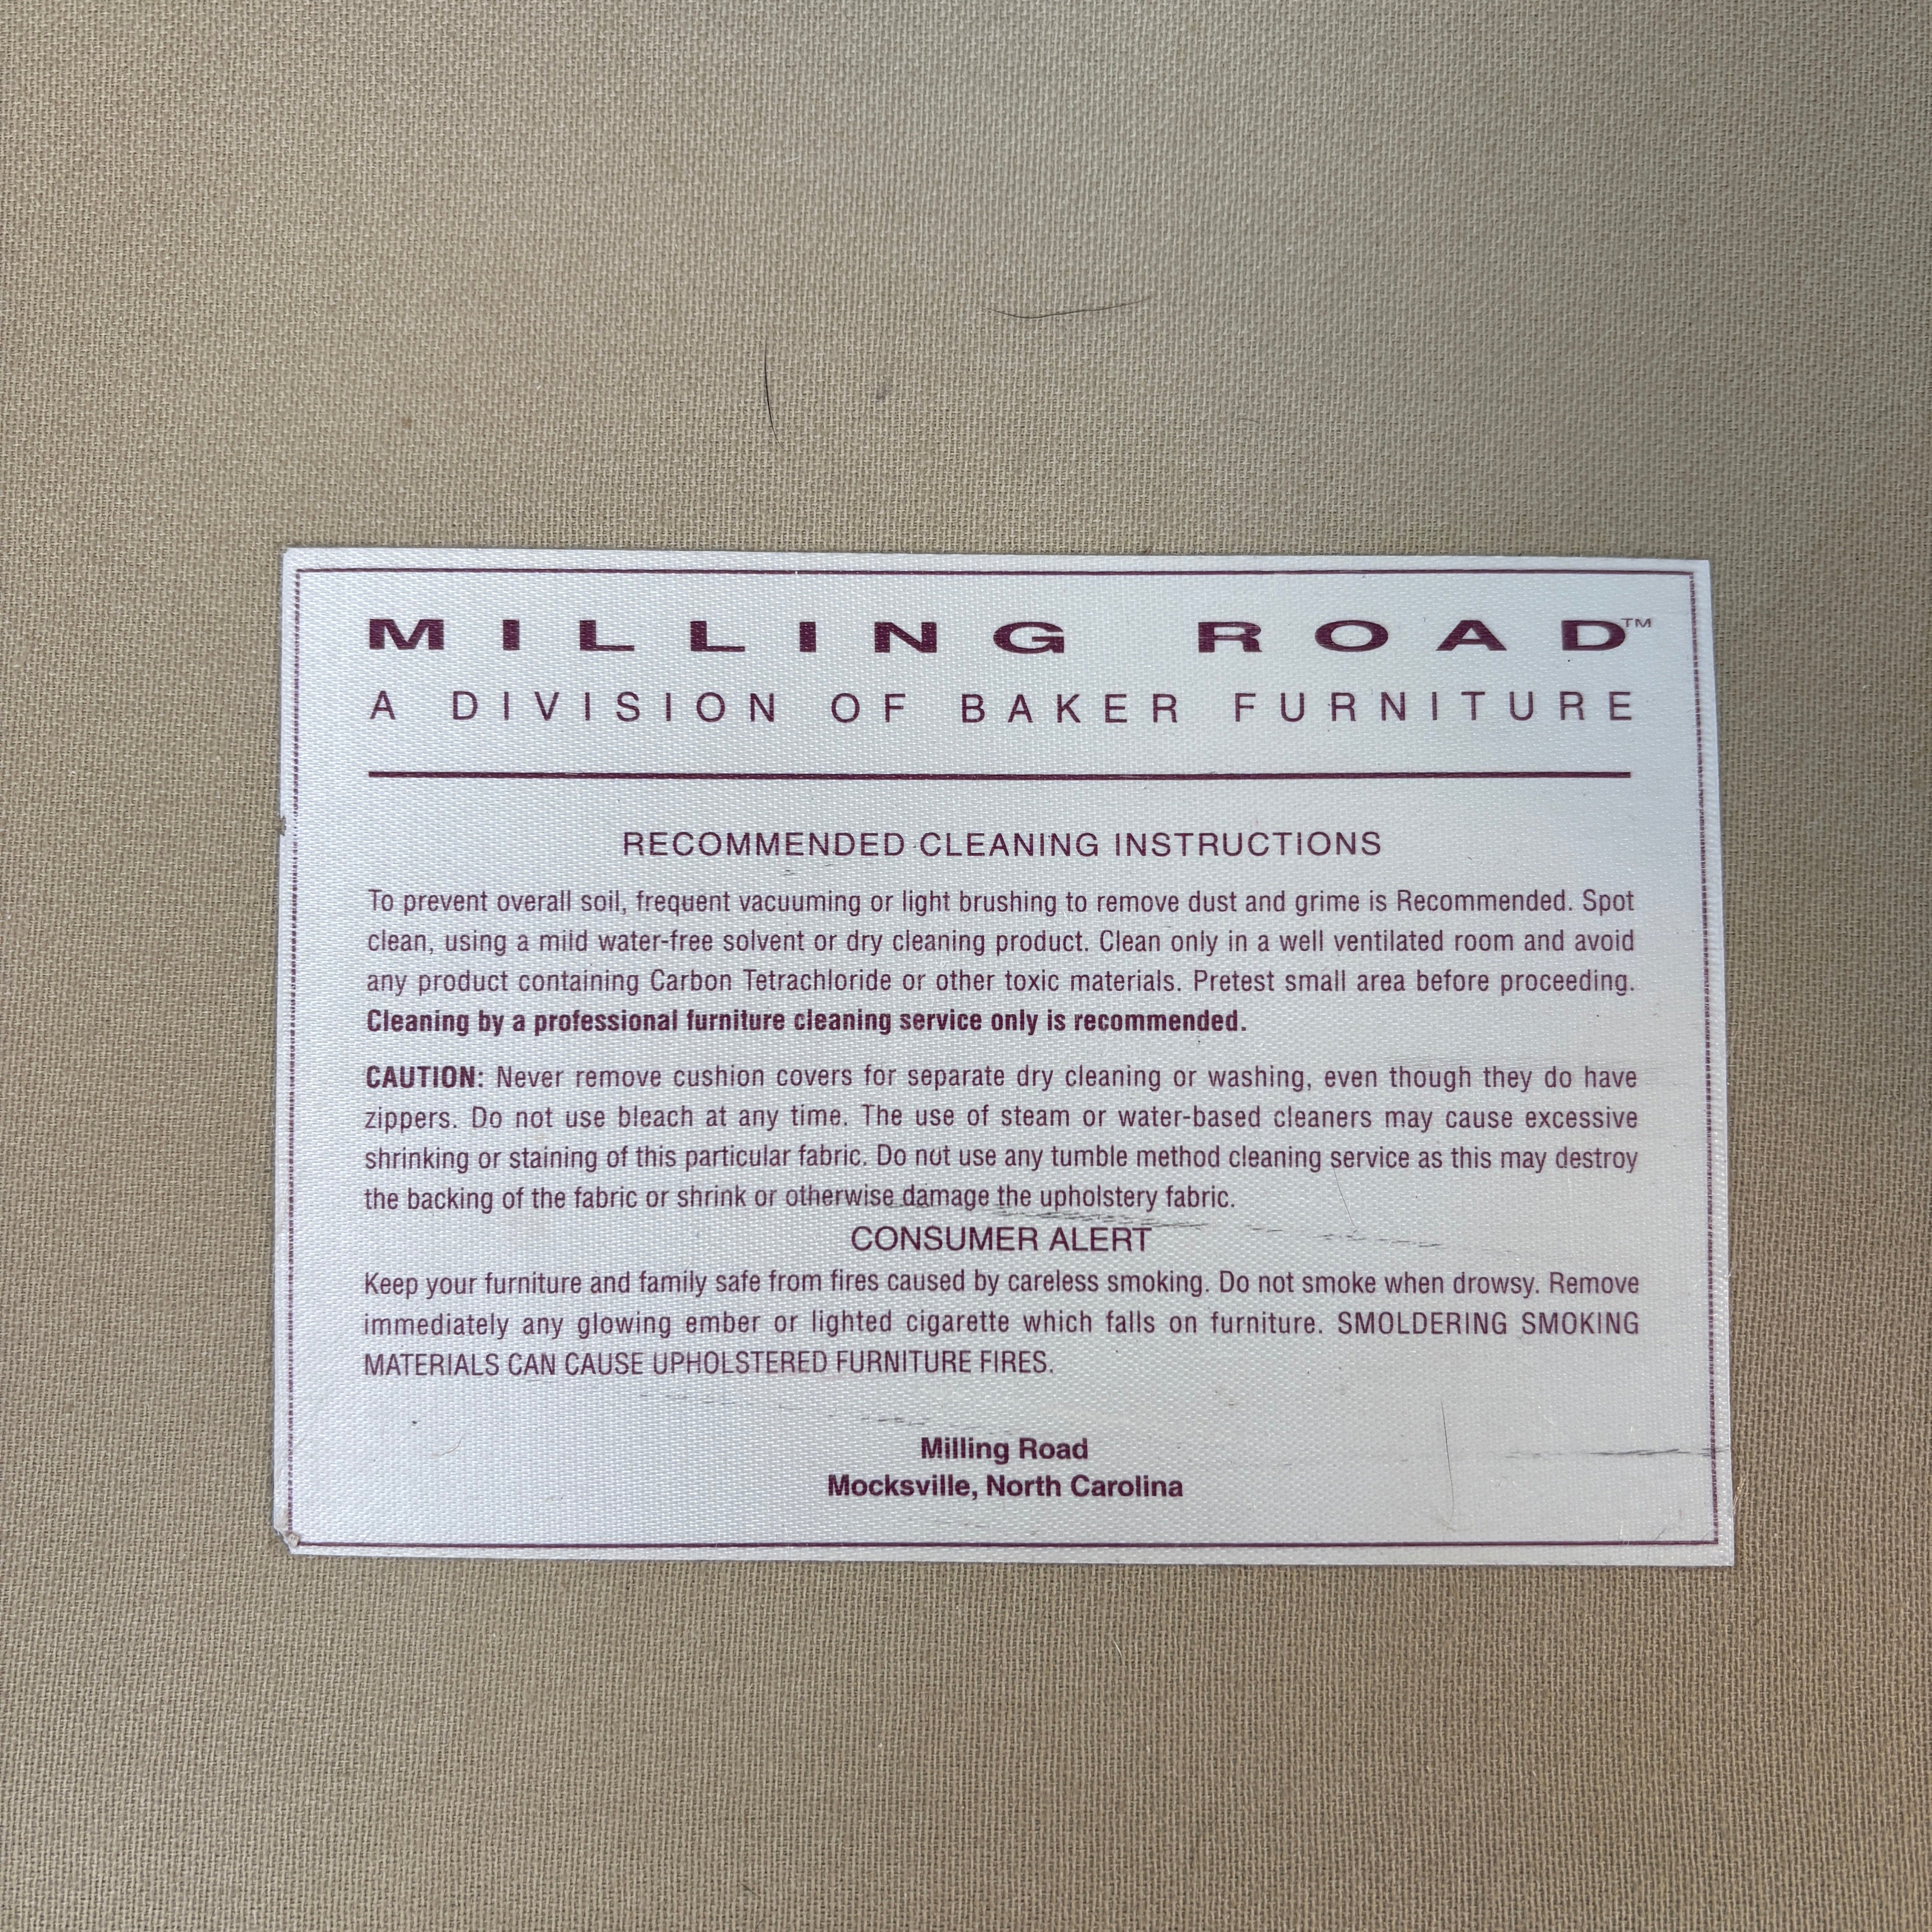 MILLING ROAD™
A DIVISION OF BAKER FURNITURE
RECOMMENDED CLEANING INSTRUCTIONS
To prevent overall soil, frequent vacuuming or light brushing to remove dust and grime is Recommended. Spot
clean, using a mild water-free solvent or dry cleaning product. Clean only in a well ventilated room and avoid
any product containing Carbon Tetrachloride or other toxic materials. Pretest small area before proceeding.
Cleaning by a professional furniture cleaning service only is recommended.
CAUTION: Never remove cushion covers for separate dry cleaning or washing, even though they do have
zippers. Do not use bleach at any time. The use of steam or water-based cleaners may cause excessive
shrinking or staining of this particular fabric. Do not use any tumble method cleaning service as this may destroy
the backing of the fabric or shrink or otherwise damage the upholstery fabric.
CONSUMER ALERT
Keep your furniture and family safe from fires caused by careless smoking. Do not smoke when drowsy. Remove
immediately any glowing ember or lighted cigarette which falls on furniture. SMOLDERING SMOKING
MATERIALS CAN CAUSE UPHOLSTERED FURNITURE FIRES.
Milling Road
Mocksville, North Carolina